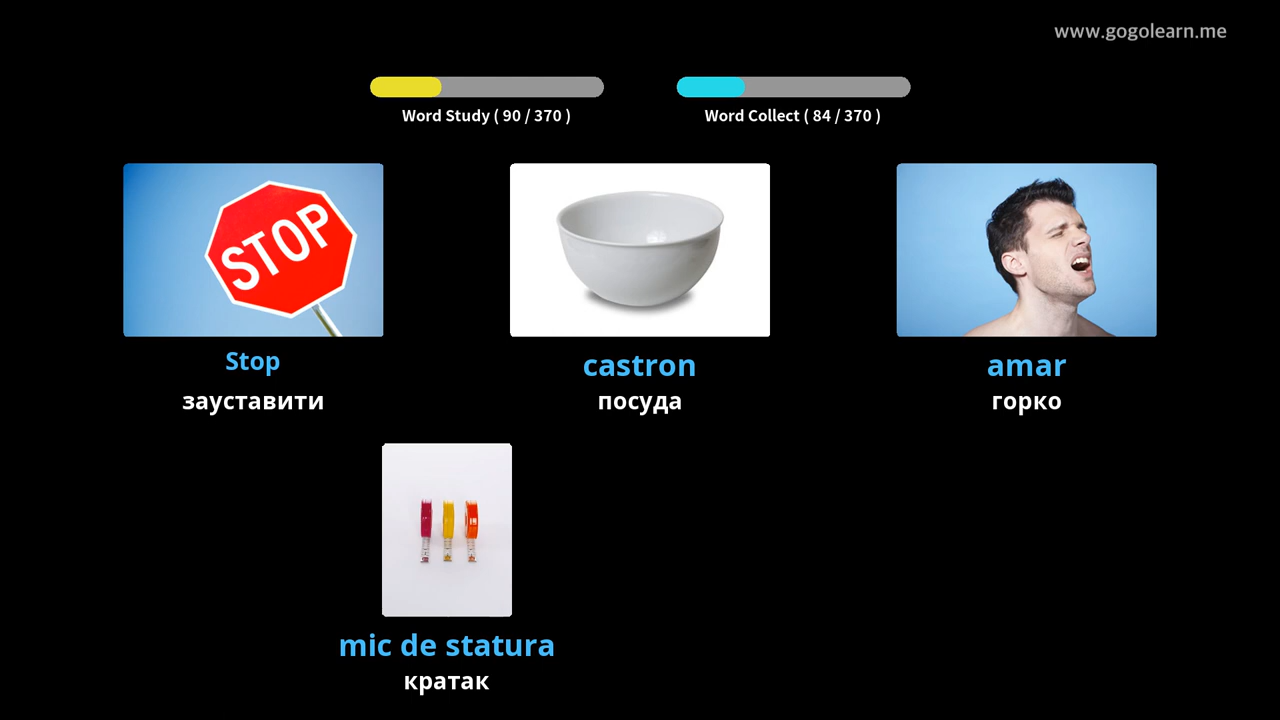 www.gogolearn.me
Word Study ( 90 / 370 )
Word Collect ( 84 / 370 )
STOP
Stop
зауставити
castron
посуда
amar
горко
mic de statura
кратак